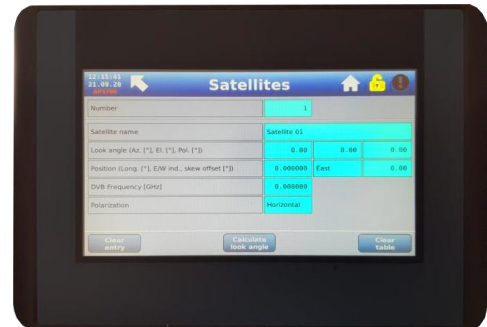 12:15:41
21.09.20
Satellites
Number 1
Satellite name Satellite 01
Look angle (Az. [°], El. [°], Pol. [°]) 0.00 0.00 0.00
Position (Long. [°], E/W ind., skew offset [°]) 0.000000 East 0.00
DVB Frequency [GHz] 0.000000
Polarization Horizontal
Clear
entry
Calculate
look angle
Clear
table